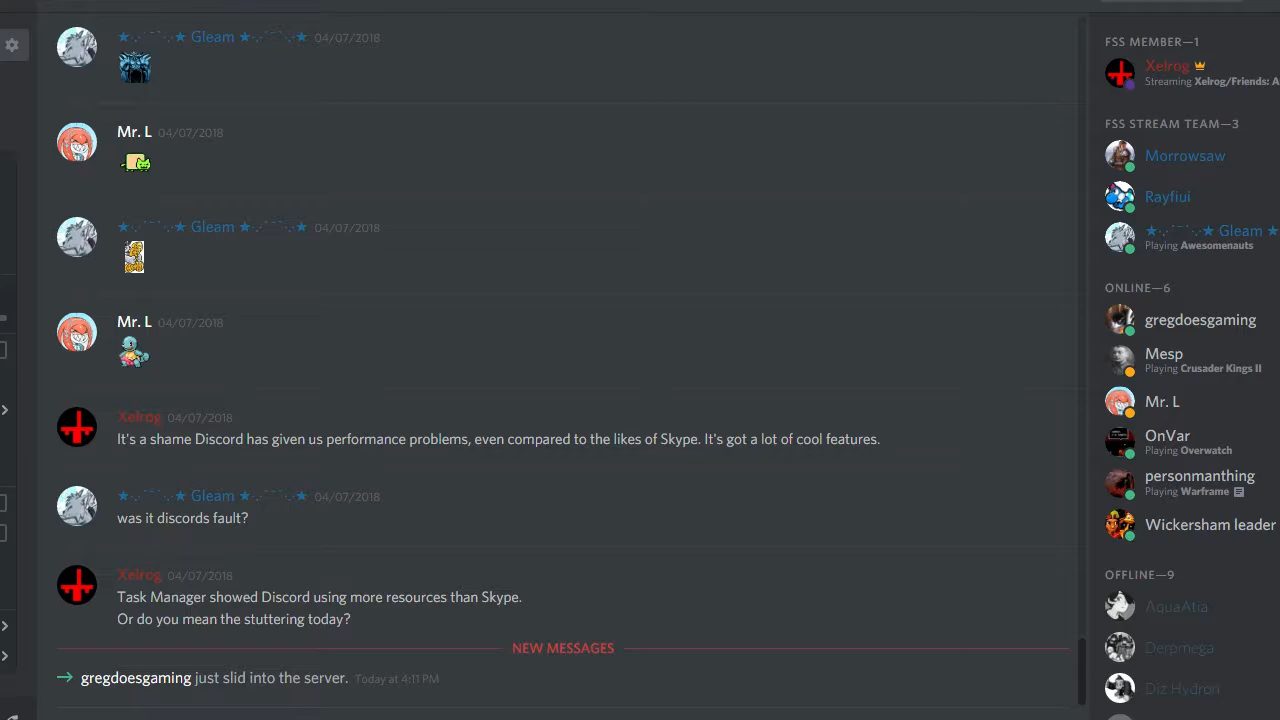 ★ Gleam ★ 04/07/2018
Mr. L 04/07/2018
★ Gleam ★ 04/07/2018
Mr. L 04/07/2018
Xelrog 04/07/2018
It's a shame Discord has given us performance problems, even compared to the likes of Skype. It's got a lot of cool features.
★ Gleam ★ 04/07/2018
was it discords fault?
Xelrog 04/07/2018
Task Manager showed Discord using more resources than Skype.
Or do you mean the stuttering today?
NEW MESSAGES
gregdoesgaming just slid into the server. Today at 4:11 PM
FSS MEMBER—1
Xelrog
Streaming Xelrog/Friends: A
FSS STREAM TEAM—3
Morrowsaw
Rayfiui
★ Gleam ★
Playing Awesomenauts
ONLINE—6
gregdoesgaming
Mesp
Playing Crusader Kings II
Mr. L
OnVar
Playing Overwatch
personmanthing
Playing Warframe
Wickersham leader
OFFLINE—9
AquaAtia
Derpmega
Diz Hydron